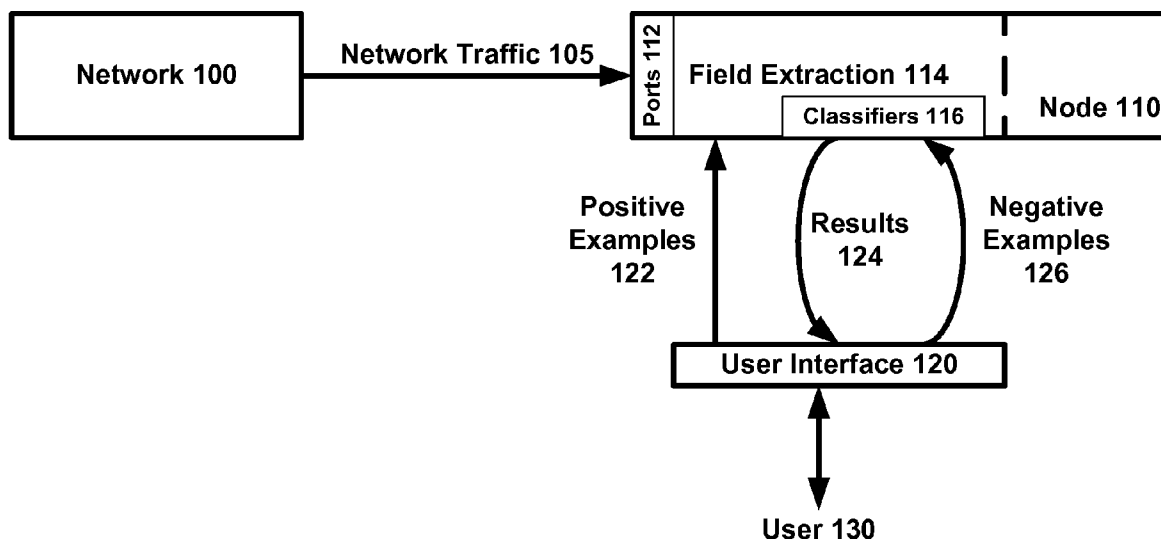 Network 100
Network Traffic 105
Ports 112
Field Extraction 114
Classifiers 116
Node 110
Positive
Examples
122
Results
124
Negative
Examples
126
User Interface 120
User 130